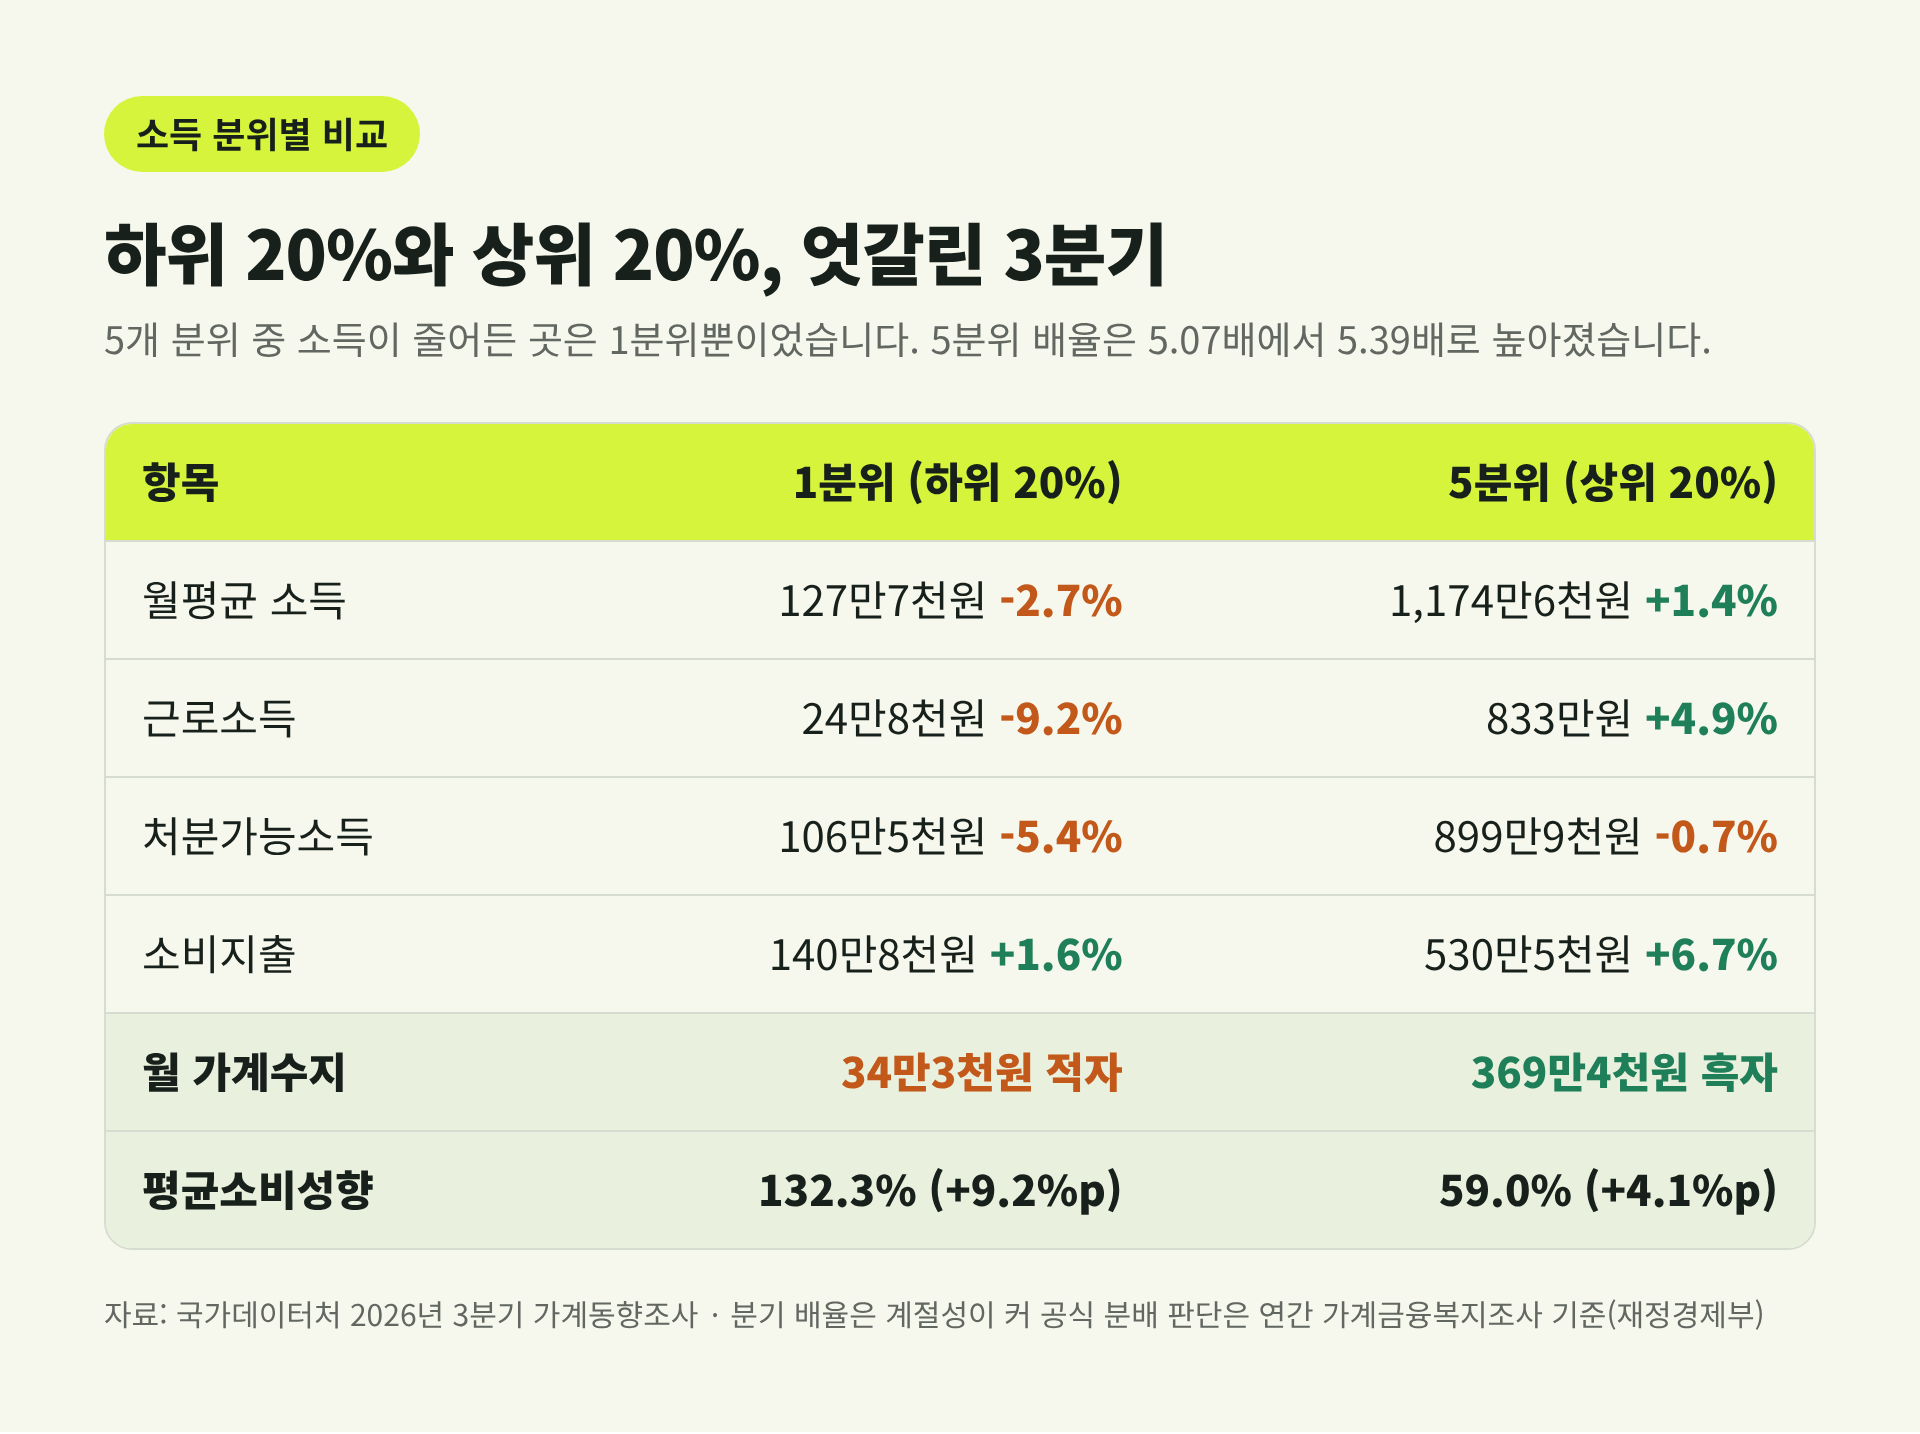 소득 분위별 비교
하위 20%와 상위 20%, 엇갈린 3분기
5개 분위 중 소득이 줄어든 곳은 1분위뿐이었습니다. 5분위 배율은 5.07배에서 5.39배로 높아졌습니다.
항목 1분위 (하위 20%) 5분위 (상위 20%)
월평균 소득 127만7천원 -2.7% 1,174만6천원 +1.4%
근로소득 24만8천원 -9.2% 833만원 +4.9%
처분가능소득 106만5천원 -5.4% 899만9천원 -0.7%
소비지출 140만8천원 +1.6% 530만5천원 +6.7%
월 가계수지 34만3천원 적자 369만4천원 흑자
평균소비성향 132.3% (+9.2%p) 59.0% (+4.1%p)
자료: 국가데이터처 2026년 3분기 가계동향조사 · 분기 배율은 계절성이 커 공식 분배 판단은 연간 가계금융복지조사 기준(재정경제부)